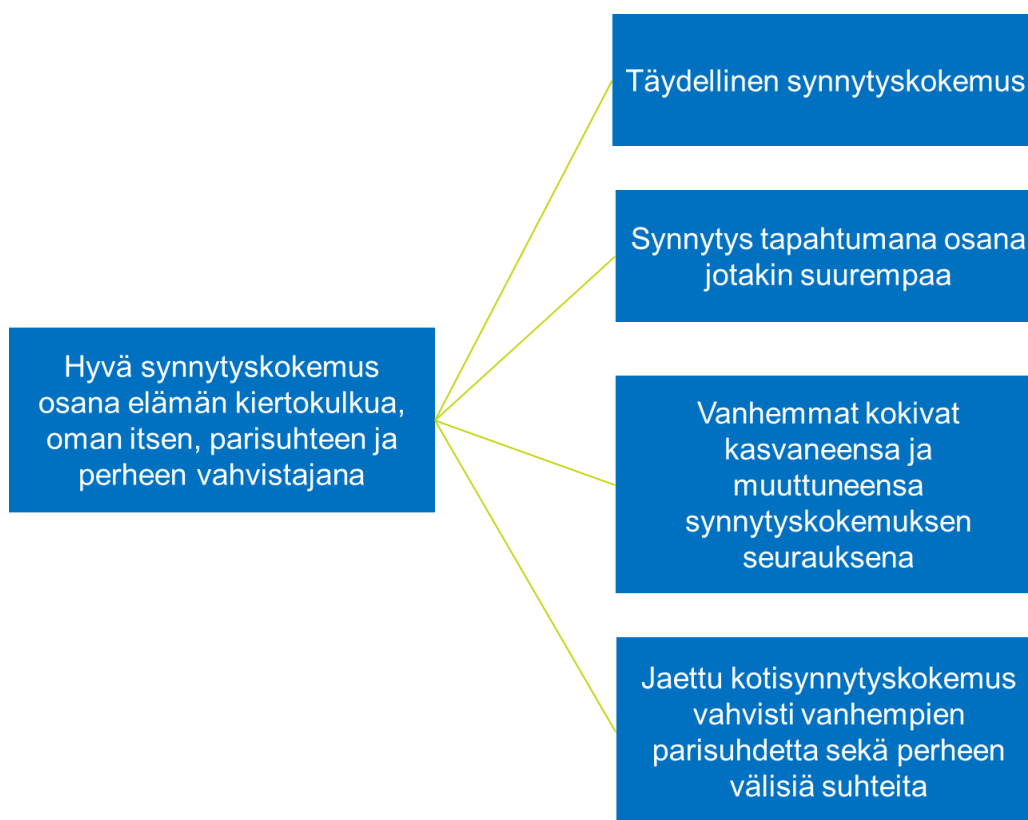 Hyvä synnytyskokemus
osana elämän kiertokulkua,
oman itsen, parisuhteen ja
perheen vahvistajana
Täydellinen synnytyskokemus
Synnytys tapahtumana osana
jotakin suurempaa
Vanhemmat kokivat
kasvaneensa ja
muuttuneensa
synnytyskokemuksen
seurauksena
Jaettu kotisynnytyskokemus
vahvisti vanhempien
parisuhdetta sekä perheen
välisiä suhteita